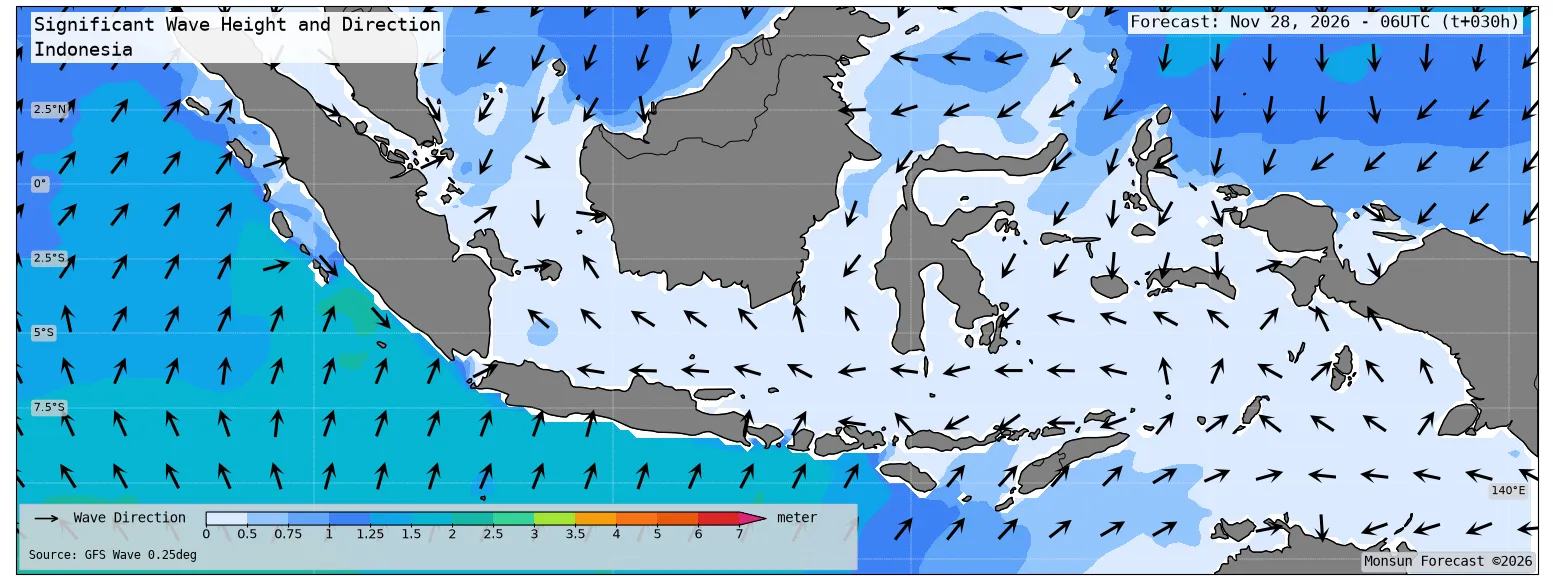 Significant Wave Height and Direction
Indonesia
Forecast: Nov 28, 2026 - 06UTC (t+030h)
2.5°N
0°
2.5°S
5°S
7.5°S
140°E
Wave Direction
0 0.5 0.75 1 1.25 1.5 2 2.5 3 3.5 4 5 6 7
meter
Source: GFS Wave 0.25deg
Monsun Forecast ©2026